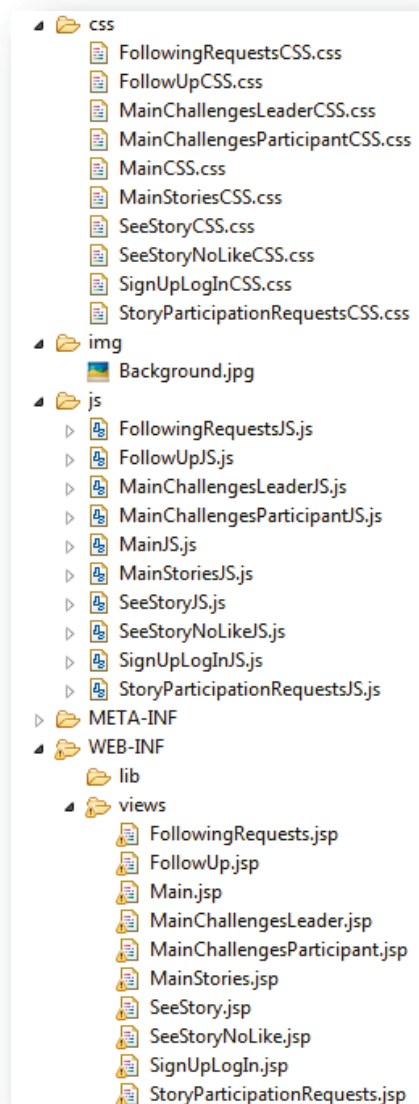 css
FollowingRequestsCSS.css
FollowUpCSS.css
MainChallengesLeaderCSS.css
MainChallengesParticipantCSS.css
MainCSS.css
MainStoriesCSS.css
SeeStoryCSS.css
SeeStoryNoLikeCSS.css
SignUpLogInCSS.css
StoryParticipationRequestsCSS.css
img
Background.jpg
js
FollowingRequestsJS.js
FollowUpJS.js
MainChallengesLeaderJS.js
MainChallengesParticipantJS.js
MainJS.js
MainStoriesJS.js
SeeStoryJS.js
SeeStoryNoLikeJS.js
SignUpLogInJS.js
StoryParticipationRequestsJS.js
META-INF
WEB-INF
lib
views
FollowingRequests.jsp
FollowUp.jsp
Main.jsp
MainChallengesLeader.jsp
MainChallengesParticipant.jsp
MainStories.jsp
SeeStory.jsp
SeeStoryNoLike.jsp
SignUpLogIn.jsp
StoryParticipationRequests.jsp